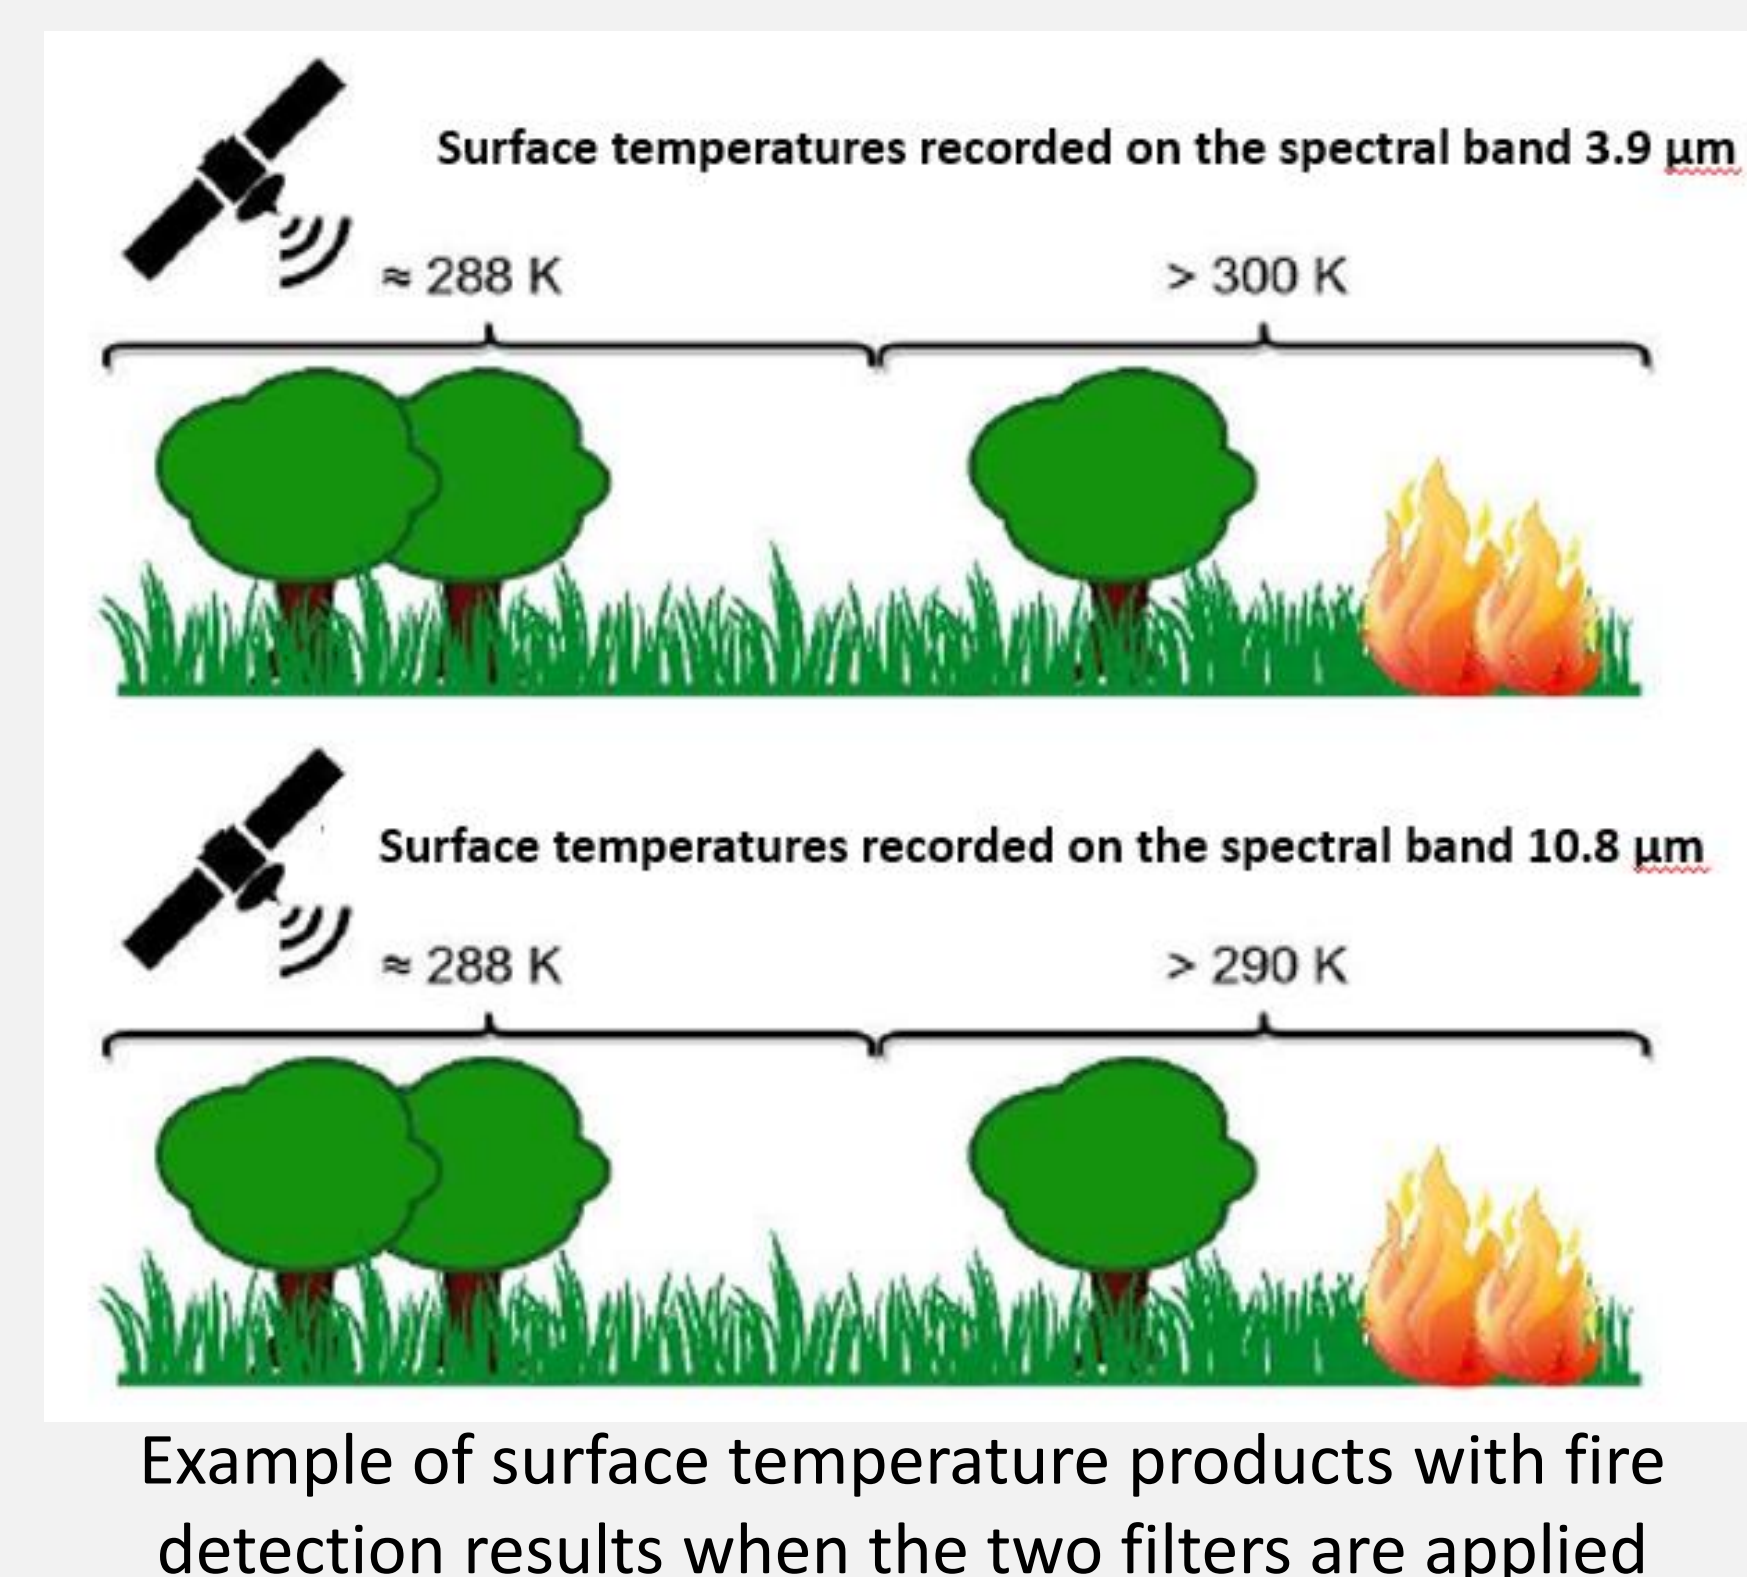 Surface temperatures recorded on the spectral band 3.9 µm
≈ 288 K
> 300 K
Surface temperatures recorded on the spectral band 10.8 µm
≈ 288 K
> 290 K
Example of surface temperature products with fire
detection results when the two filters are applied